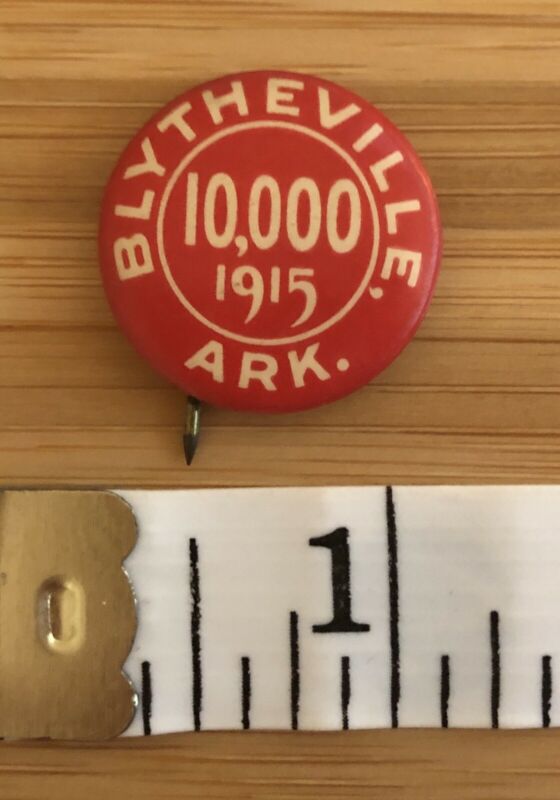 BLYTHEVILLE,
10,000
1915
ARK.
1